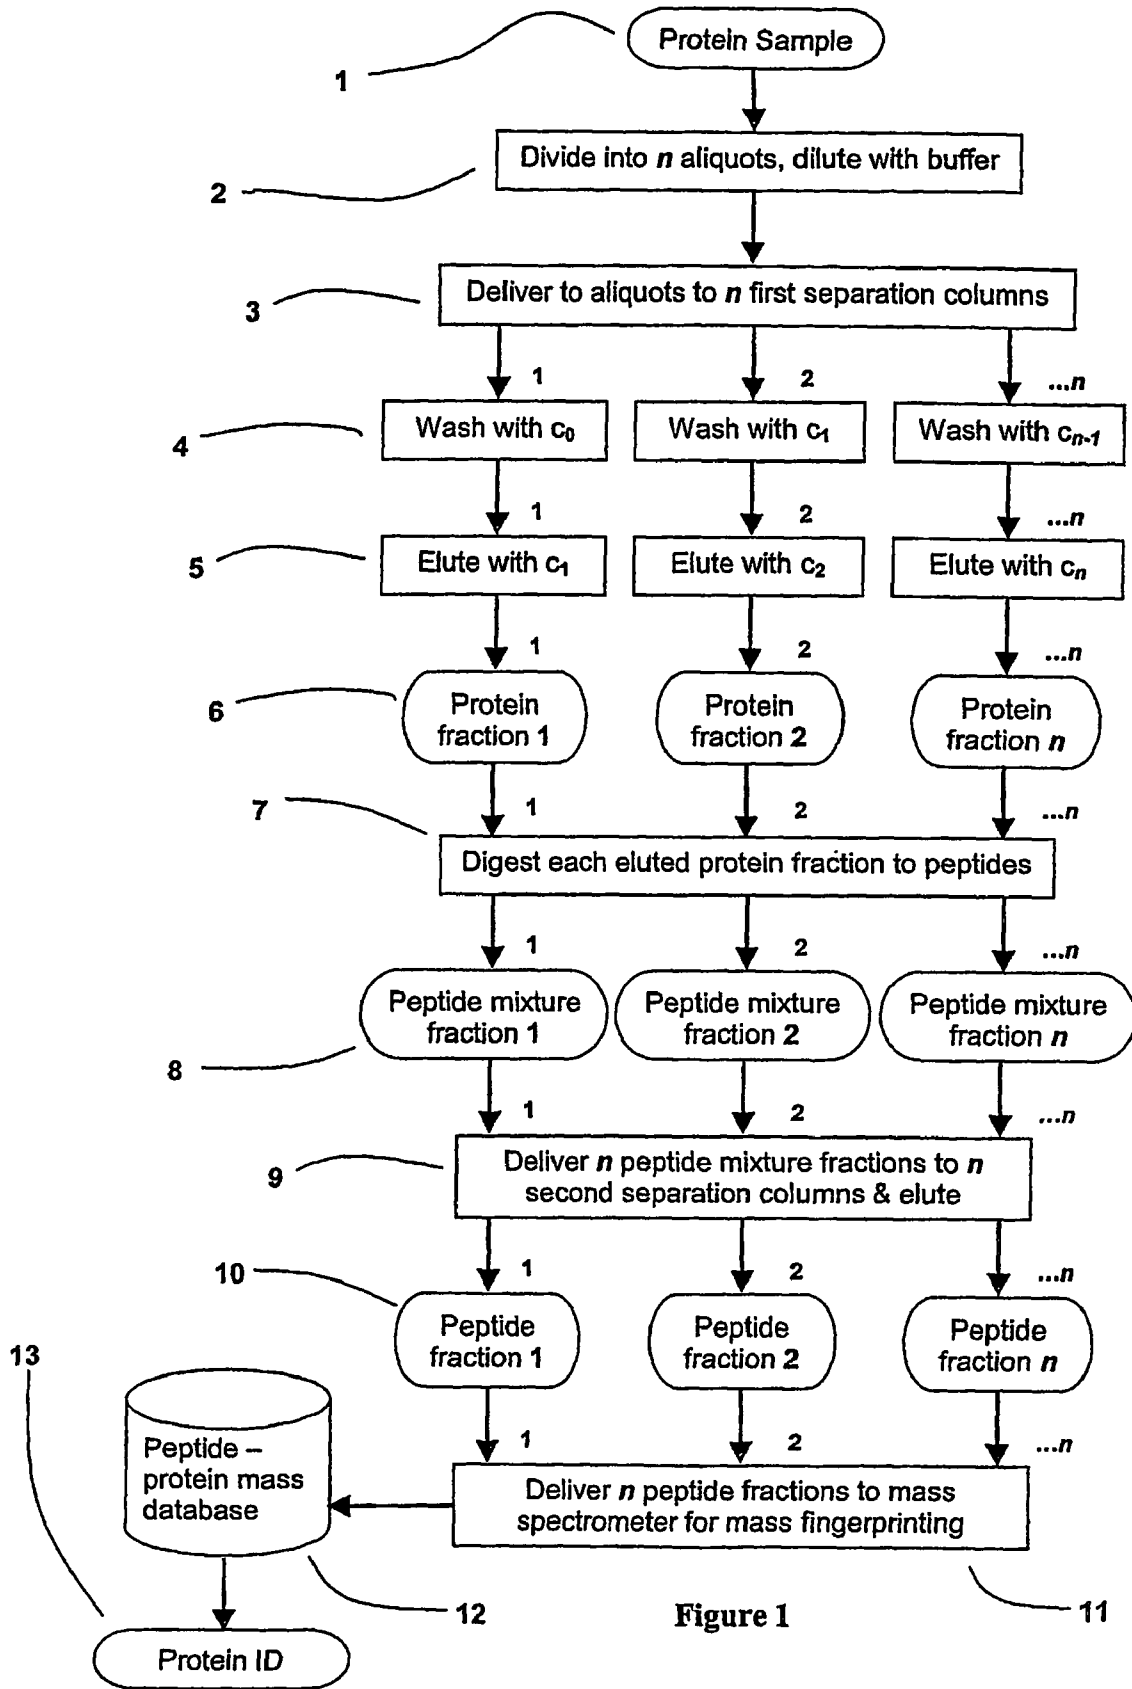 Protein Sample
1
Divide into n aliquots, dilute with buffer
2
Deliver to aliquots to n first separation columns
3
1
2
...n
Wash with c0
Wash with c1
Wash with cn-1
4
1
2
...n
Elute with c1
Elute with c2
Elute with cn
5
1
2
...n
Protein
fraction 1
Protein
fraction 2
Protein
fraction n
6
1
2
...n
7
Digest each eluted protein fraction to peptides
1
2
...n
Peptide mixture
fraction 1
Peptide mixture
fraction 2
Peptide mixture
fraction n
8
1
2
...n
Deliver n peptide mixture fractions to n
second separation columns & elute
9
1
2
...n
10
Peptide
fraction 1
Peptide
fraction 2
Peptide
fraction n
13
1
2
...n
Peptide –
protein mass
database
Deliver n peptide fractions to mass
spectrometer for mass fingerprinting
12
Figure 1
11
Protein ID